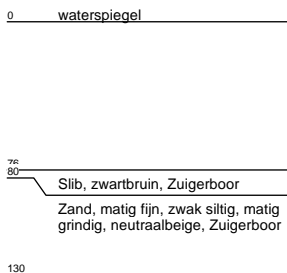 0 waterspiegel
76
80
Slib, zwartbruin, Zuigerboor
Zand, matig fijn, zwak siltig, matig
grindig, neutraalbeige, Zuigerboor
130